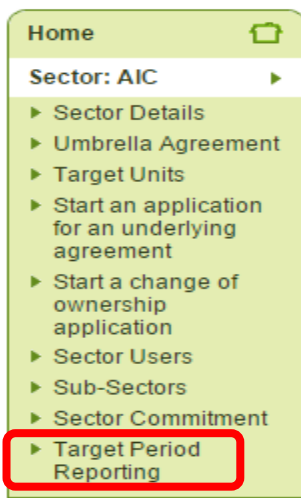 Home
Sector: AIC
Sector Details
Umbrella Agreement
Target Units
Start an application
for an underlying
agreement
Start a change of
ownership
application
Sector Users
Sub-Sectors
Sector Commitment
Target Period
Reporting